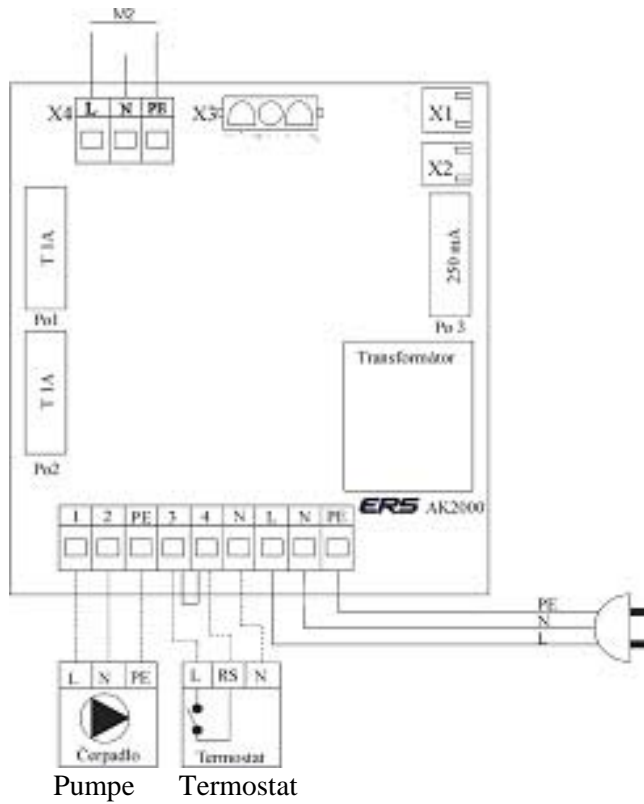 M2
X4 L N PE X3 X1
X2
T 1A
Po1
250 mA
Po 3
T 1A
Po2
Transformátor
ERS AK2000
1 2 PE 3 4 N L N PE
PE
N
L
L N PE L RS N
Čerpadlo Termostat
Pumpe Termostat